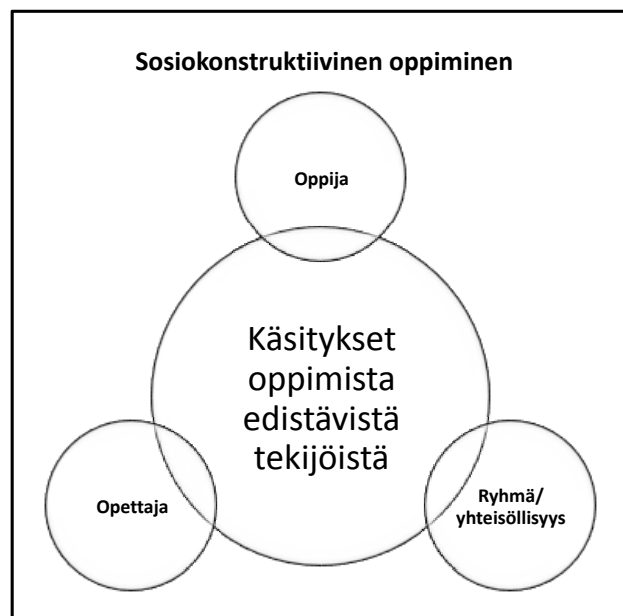 Sosiokonstruktiivinen oppiminen
Oppija
Käsitykset
oppimista
edistävistä
tekijöistä
Opettaja
Ryhmä/
yhteisöllisyys